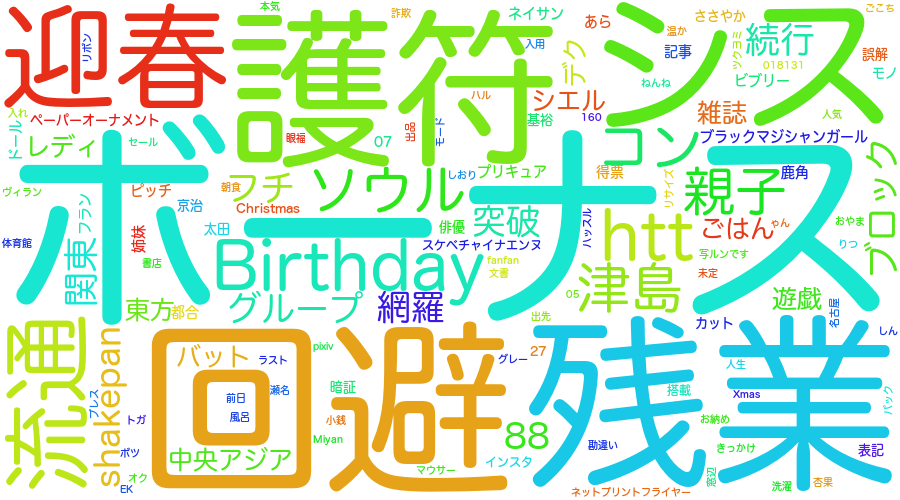 迎春
リボン
本気
護符
詐欺
ネイサン
入用
デク
シス
あら
ささやか
温か
記事
ツクヨミ
続行
ごこち
誤解
018131
モノ
ビブリー
ねんね
入れ
ペーパーオーナメント
ハル
シエル
160
基裕
雑誌
人気
ドール
レディ
セール
眼福
07
出品
モード
コン
ブラックマジシャンガール
ボーナス
ヴィラン
ピッチ
朝食
フチ
ソウル
しおり
プリキュア
得票
リサイズ
親子
鹿角
ブロック
フラン
京治
Christmas
俳優
突破
ハッスル
htt
ごはん
ゃん
おやま
体育館
関東
姉妹
太田
Birthday
スケベチャイナエンヌ
りつ
書店
fanfan
文書
写ルンです
未定
津島
東方
都合
グループ
網羅
05
遊戯
出先
カット
名古屋
しん
流通
shakepan
回避
バット
ラスト
pixiv
グレー
27
残業
人生
前日
瀬名
暗証
搭載
Xmas
パック
プレス
トガ
風呂
小銭
88
お納め
Miyan
勘違い
きっかけ
表記
ポツ
中央アジア
マウサー
インスタ
オク
EK
窓辺
洗濯
杏果
ネットプリントフライヤー